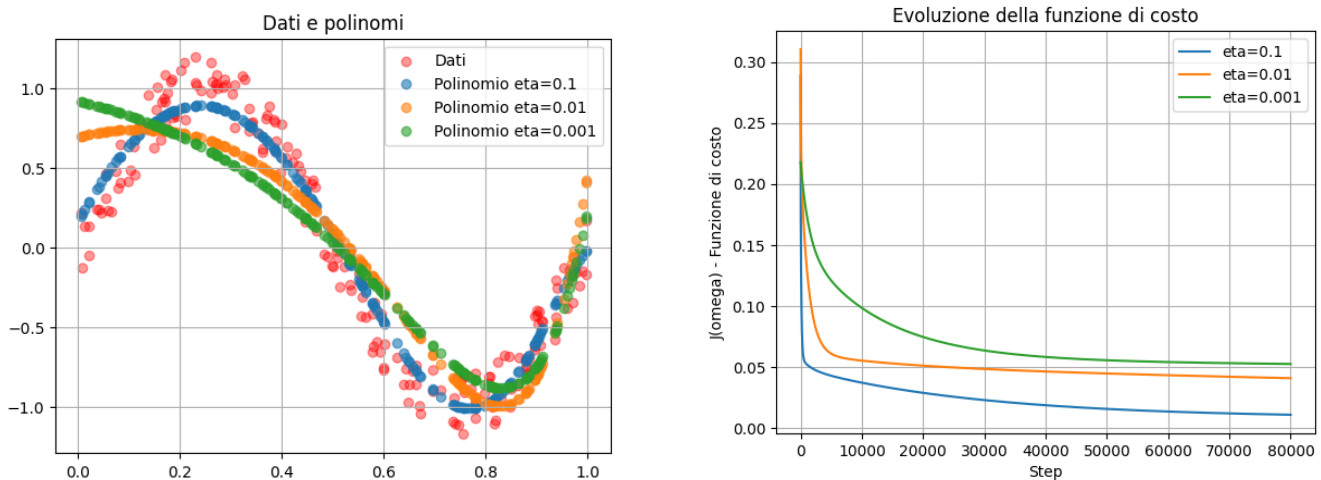 Dati e polinomi
Dati
Polinomio eta=0.1
Polinomio eta=0.01
Polinomio eta=0.001
1.0
0.5
0.0
−0.5
−1.0
0.0 0.2 0.4 0.6 0.8 1.0
Evoluzione della funzione di costo
eta=0.1
eta=0.01
eta=0.001
J(omega) - Funzione di costo
0.30
0.25
0.20
0.15
0.10
0.05
0.00
0 10000 20000 30000 40000 50000 60000 70000 80000
Step